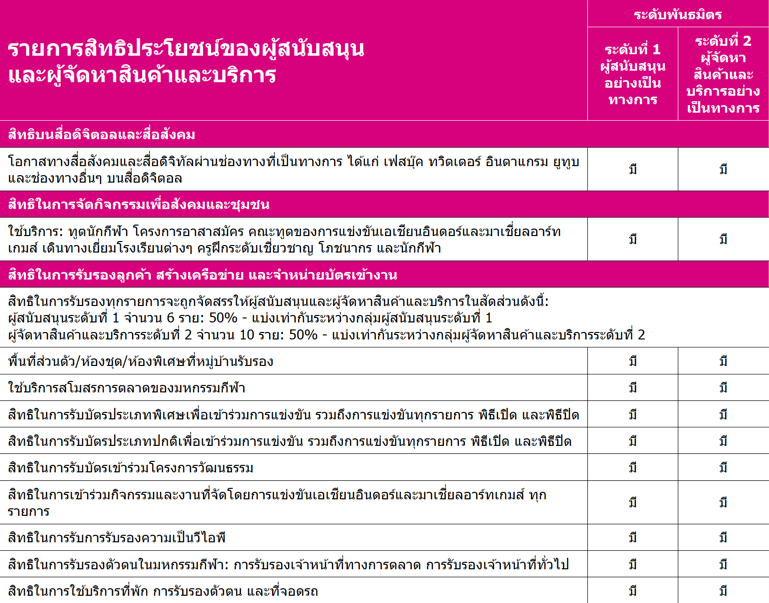 รายการสิทธิประโยชน์ของผู้สนับสนุน
และผู้จัดหาสินค้าและบริการ
ระดับพันธมิตร
ระดับที่ 1
ผู้สนับสนุน
อย่างเป็น
ทางการ
ระดับที่ 2
ผู้จัดหา
สินค้าและ
บริการอย่าง
เป็นทางการ
สิทธิบนสื่อดิจิตอลและสื่อสังคม
โอกาสทางสื่อสังคมและสื่อดิจิทัลผ่านช่องทางที่เป็นทางการ ได้แก่ เฟสบุ๊ค ทวิตเตอร์ อินตาแกรม ยูทูบ
และช่องทางอื่นๆ บนสื่อดิจิตอล มี มี
สิทธิในการจัดกิจกรรมเพื่อสังคมและชุมชน
ใช้บริการ: ทูตนักกีฬา โครงการอาสาสมัคร คณะทูตของการแข่งขันเอเชียนอินดอร์และมาเชี่ยลอาร์ท
เกมส์ เดินทางเยี่ยมโรงเรียนต่างๆ ครูฝึกระดับเชี่ยวชาญ โภชนากร และนักกีฬา มี มี
สิทธิในการรับรองลูกค้า สร้างเครือข่าย และจำหน่ายบัตรเข้างาน
สิทธิในการรับรองทุกรายการจะถูกจัดสรรให้ผู้สนับสนุนและผู้จัดหาสินค้าและบริการในสัดส่วนดังนี้:
ผู้สนับสนุนระดับที่ 1 จำนวน 6 ราย: 50% - แบ่งเท่ากันระหว่างกลุ่มผู้สนับสนุนระดับที่ 1
ผู้จัดหาสินค้าและบริการระดับที่ 2 จำนวน 10 ราย: 50% - แบ่งเท่ากันระหว่างกลุ่มผู้จัดหาสินค้าและบริการระดับที่ 2
พื้นที่ส่วนตัว/ห้องชุด/ห้องพิเศษที่หมู่บ้านรับรอง มี มี
ใช้บริการสโมสรการตลาดของมหกรรมกีฬา มี มี
สิทธิในการรับบัตรประเภทพิเศษเพื่อเข้าร่วมการแข่งขัน รวมถึงการแข่งขันทุกรายการ พิธีเปิด และพิธีปิด มี มี
สิทธิในการรับบัตรประเภทปกติเพื่อเข้าร่วมการแข่งขัน รวมถึงการแข่งขันทุกรายการ พิธีเปิด และพิธีปิด มี มี
สิทธิในการรับบัตรเข้าร่วมโครงการวัฒนธรรม มี มี
สิทธิในการเข้าร่วมกิจกรรมและงานที่จัดโดยการแข่งขันเอเชียนอินดอร์และมาเชี่ยลอาร์ทเกมส์ ทุก
รายการ มี มี
สิทธิในการรับการรับรองความเป็นวีไอพี มี มี
สิทธิในการรับรองตัวตนในมหกรรมกีฬา: การรับรองเจ้าหน้าที่ทางการตลาด การรับรองเจ้าหน้าที่ทั่วไป มี มี
สิทธิในการใช้บริการที่พัก การรับรองตัวตน และที่จอดรถ มี มี